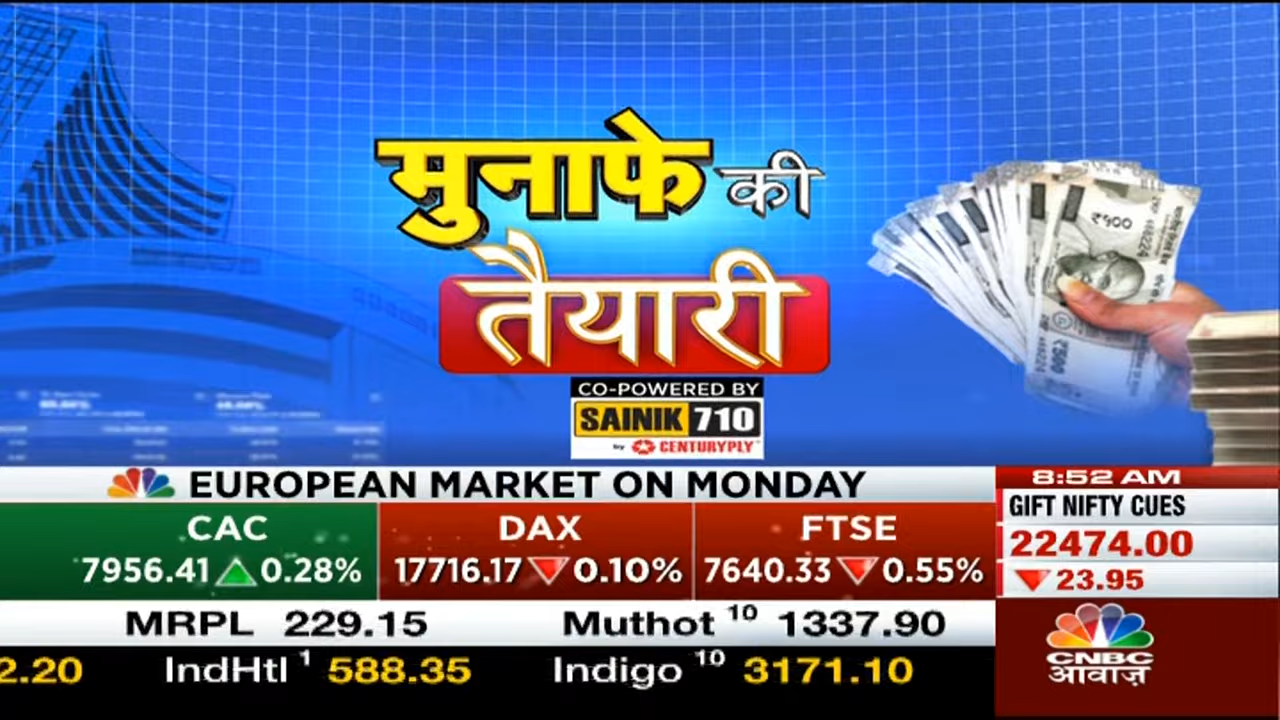 मुनाफे की
तैयारी
CO-POWERED BY
SAINIK 710
by CENTURYPLY
₹500
EUROPEAN MARKET ON MONDAY
8:52 AM
CAC
DAX
FTSE
GIFT NIFTY CUES
7956.41 ▲ 0.28%
17716.17 ▼ 0.10%
7640.33 ▼ 0.55%
22474.00
▼ 23.95
MRPL 229.15 Muthot 10 1337.90
2.20 IndHtl 1 588.35 Indigo 10 3171.10
CNBC
आवाज़